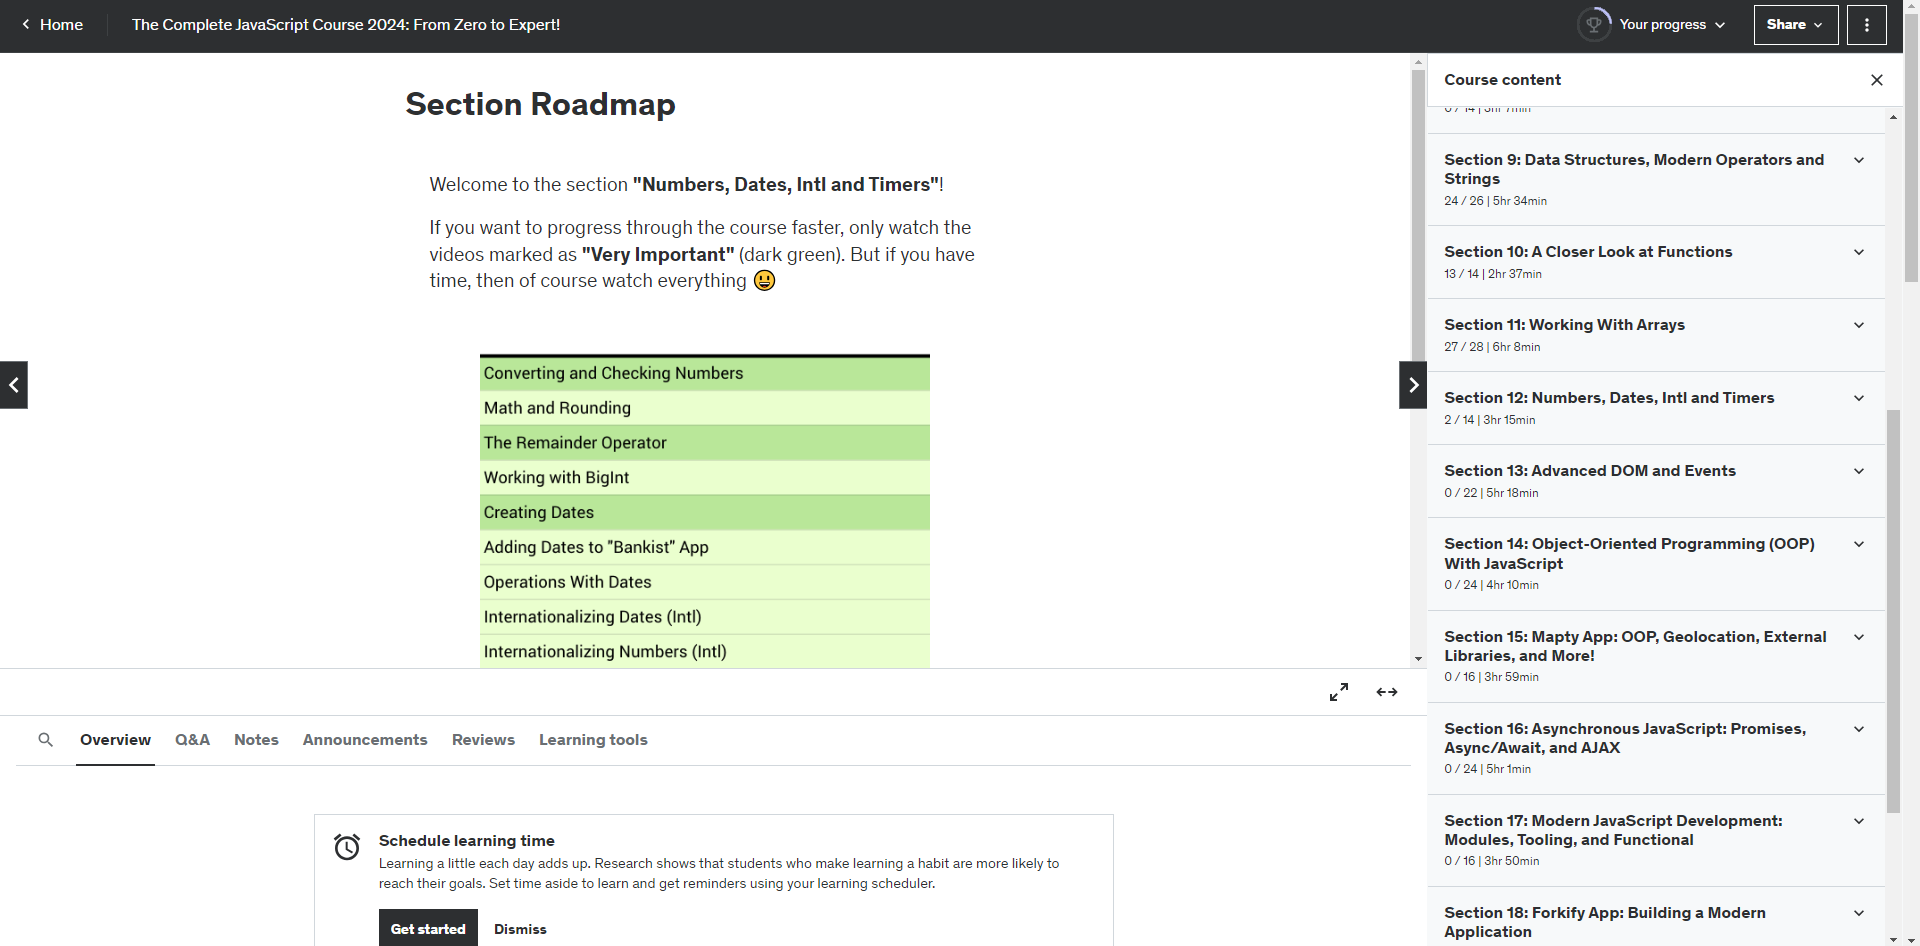 Home
The Complete JavaScript Course 2024: From Zero to Expert!
Your progress
Share
Section Roadmap
Welcome to the section "Numbers, Dates, Intl and Timers"!
If you want to progress through the course faster, only watch the
videos marked as "Very Important" (dark green). But if you have
time, then of course watch everything 😃
Converting and Checking Numbers
Math and Rounding
The Remainder Operator
Working with BigInt
Creating Dates
Adding Dates to "Bankist" App
Operations With Dates
Internationalizing Dates (Intl)
Internationalizing Numbers (Intl)
Overview
Q&A
Notes
Announcements
Reviews
Learning tools
Schedule learning time
Learning a little each day adds up. Research shows that students who make learning a habit are more likely to
reach their goals. Set time aside to learn and get reminders using your learning scheduler.
Get started
Dismiss
Course content
0 / 14 | 3hr 7min
Section 9: Data Structures, Modern Operators and
Strings
24 / 26 | 5hr 34min
Section 10: A Closer Look at Functions
13 / 14 | 2hr 37min
Section 11: Working With Arrays
27 / 28 | 6hr 8min
Section 12: Numbers, Dates, Intl and Timers
2 / 14 | 3hr 15min
Section 13: Advanced DOM and Events
0 / 22 | 5hr 18min
Section 14: Object-Oriented Programming (OOP)
With JavaScript
0 / 24 | 4hr 10min
Section 15: Mapty App: OOP, Geolocation, External
Libraries, and More!
0 / 16 | 3hr 59min
Section 16: Asynchronous JavaScript: Promises,
Async/Await, and AJAX
0 / 24 | 5hr 1min
Section 17: Modern JavaScript Development:
Modules, Tooling, and Functional
0 / 16 | 3hr 50min
Section 18: Forkify App: Building a Modern
Application